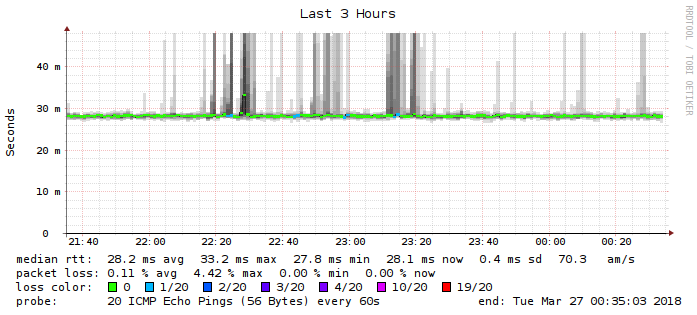 Last 3 Hours
RRDTOOL / TOBI OETIKER
Seconds
40 m
30 m
20 m
10 m
0
21:40 22:00 22:20 22:40 23:00 23:20 23:40 00:00 00:20
median rtt: 28.2 ms avg 33.2 ms max 27.8 ms min 28.1 ms now 0.4 ms sd 70.3 am/s
packet loss: 0.11 % avg 4.42 % max 0.00 % min 0.00 % now
loss color: 0 1/20 2/20 3/20 4/20 10/20 19/20
probe: 20 ICMP Echo Pings (56 Bytes) every 60s end: Tue Mar 27 00:35:03 2018